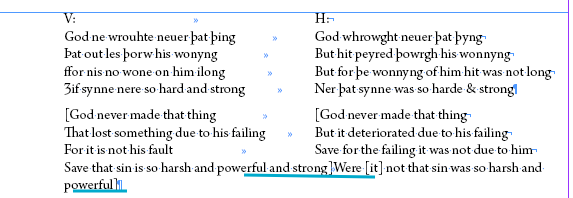 V: H:
God ne wrouhte neuer þat þing God whrowght neuer þat þyng
Þat out les þorw his wonyng But hit peyred þowrgh his wonnyng
ffor nis no wone on him ilong But for þe wonnyng of him hit was not long
Ȝif synne nere so hard and strong Ner þat synne was so harde & strong
[God never made that thing [God never made that thing
That lost something due to his failing But it deteriorated due to his failing
For it is not his fault Save for the failing it was due to him
Save that sin is so harsh and powerful and strong]Were [it] not that sin was so harsh and
powerful]